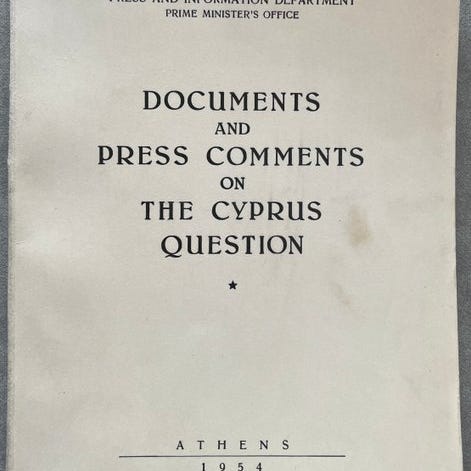 PRESS AND INFORMATION DEPARTMENT
PRIME MINISTER'S OFFICE
DOCUMENTS
AND
PRESS COMMENTS
ON
THE CYPRUS
QUESTION
ATHENS
1954